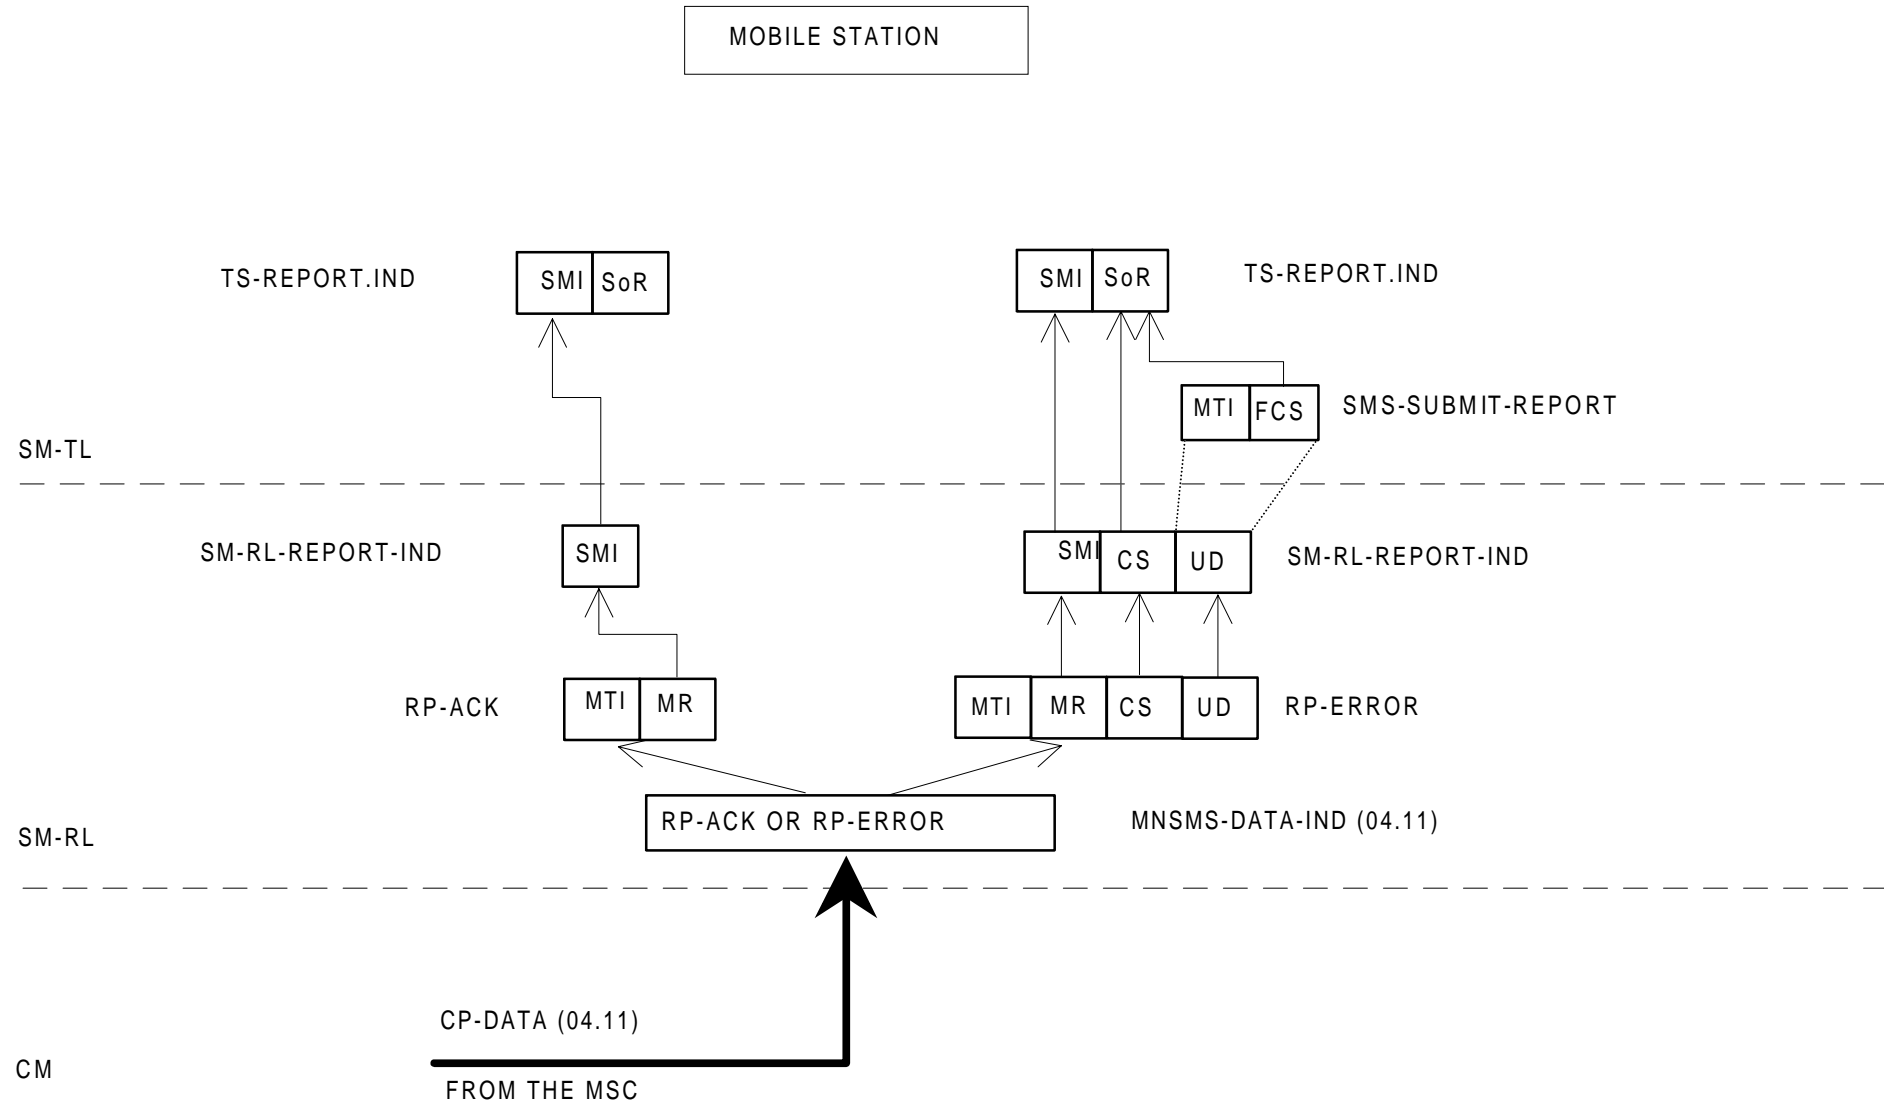 MOBILE STATION
TS-REPORT.IND
SMI SoR
SMI SoR
TS-REPORT.IND
MTI FCS
SMS-SUBMIT-REPORT
SM-TL
SM-RL-REPORT-IND
SMI
SMI CS UD
SM-RL-REPORT-IND
RP-ACK
MTI MR
MTI MR CS UD
RP-ERROR
RP-ACK OR RP-ERROR
MNSMS-DATA-IND (04.11)
SM-RL
CP-DATA (04.11)
CM
FROM THE MSC